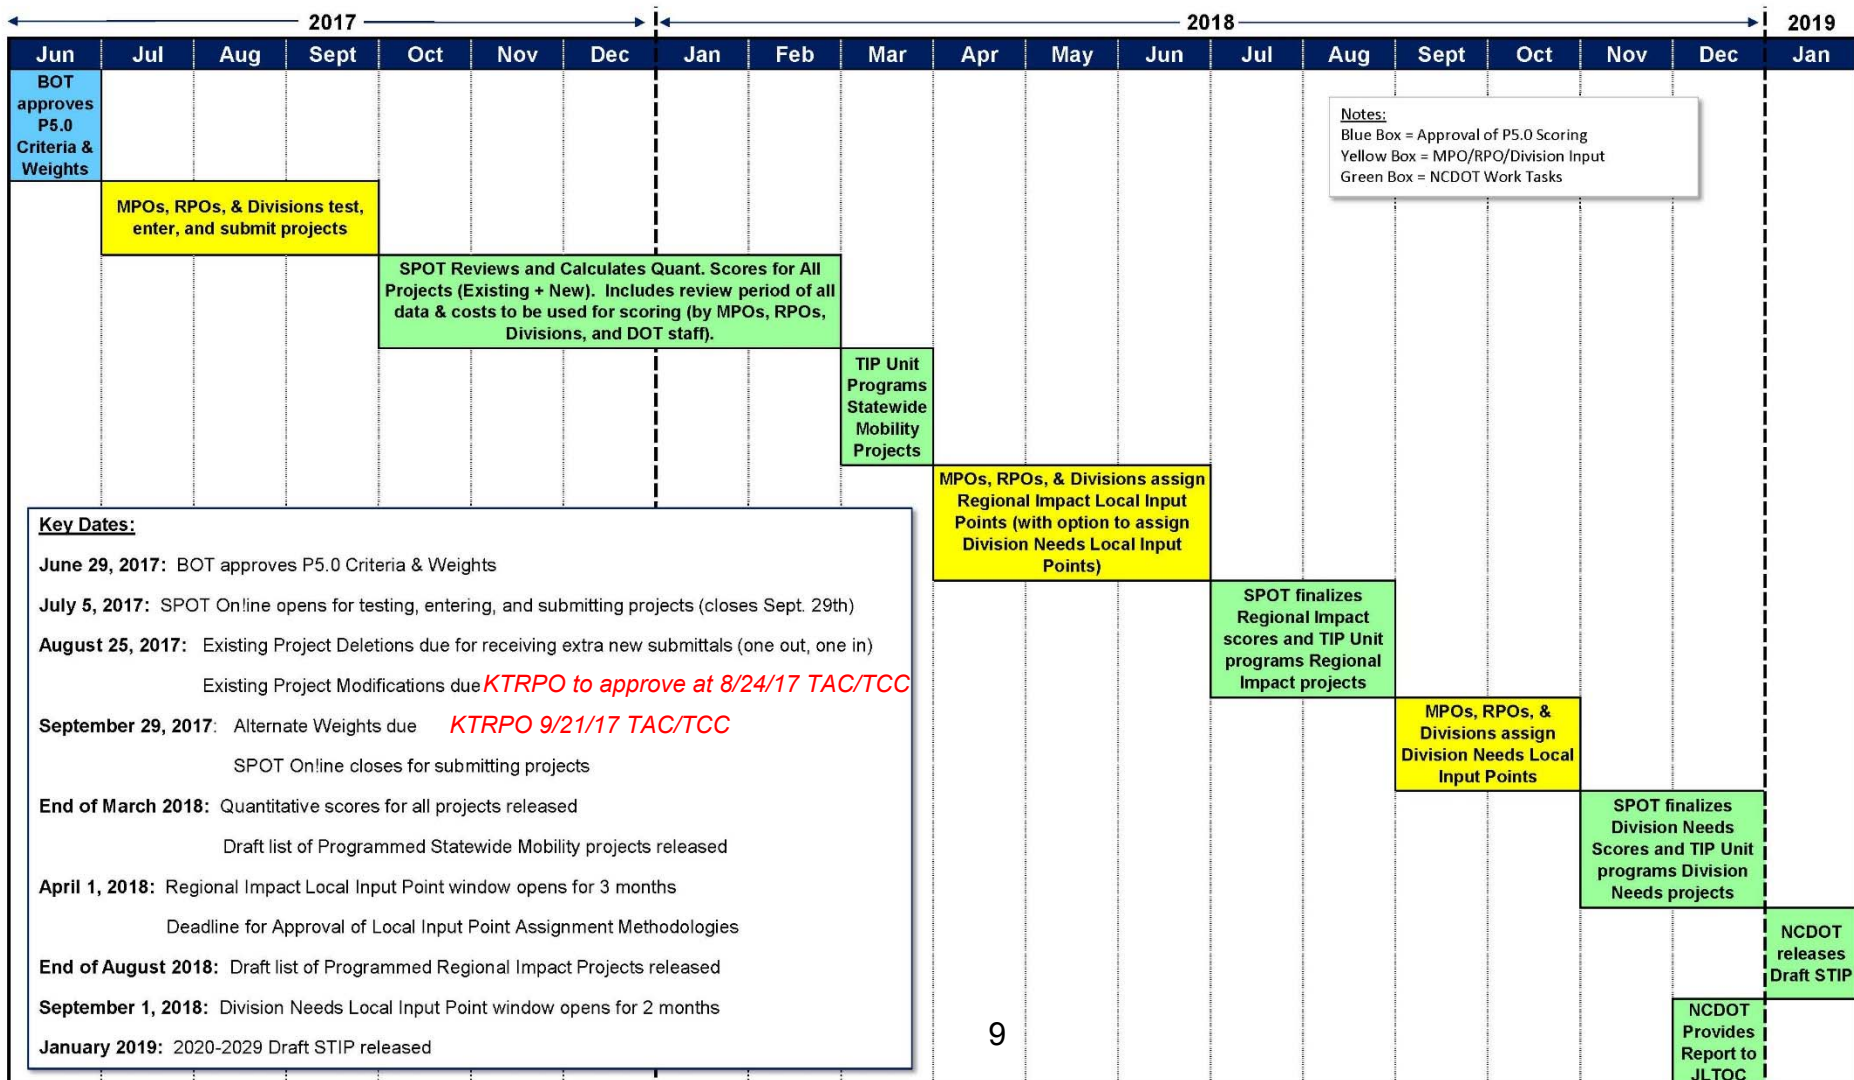 2017 2018 2019
Jun Jul Aug Sept Oct Nov Dec Jan Feb Mar Apr May Jun Jul Aug Sept Oct Nov Dec Jan
BOT
approves
P5.0
Criteria &
Weights
Notes:
Blue Box = Approval of P5.0 Scoring
Yellow Box = MPO/RPO/Division Input
Green Box = NCDOT Work Tasks
MPOs, RPOs, & Divisions test,
enter, and submit projects
SPOT Reviews and Calculates Quant. Scores for All
Projects (Existing + New). Includes review period of all
data & costs to be used for scoring (by MPOs, RPOs,
Divisions, and DOT staff).
TIP Unit
Programs
Statewide
Mobility
Projects
MPOs, RPOs, & Divisions assign
Regional Impact Local Input
Points (with option to assign
Division Needs Local Input
Points)
SPOT finalizes
Regional Impact
scores and TIP Unit
programs Regional
Impact projects
MPOs, RPOs, &
Divisions assign
Division Needs Local
Input Points
SPOT finalizes
Division Needs
Scores and TIP Unit
programs Division
Needs projects
NCDOT
releases
Draft STIP
NCDOT
Provides
Report to
JLTOC
Key Dates:
June 29, 2017: BOT approves P5.0 Criteria & Weights
July 5, 2017: SPOT On!ine opens for testing, entering, and submitting projects (closes Sept. 29th)
August 25, 2017: Existing Project Deletions due for receiving extra new submittals (one out, one in)
Existing Project Modifications due KTRPO to approve at 8/24/17 TAC/TCC
September 29, 2017: Alternate Weights due KTRPO 9/21/17 TAC/TCC
SPOT On!ine closes for submitting projects
End of March 2018: Quantitative scores for all projects released
Draft list of Programmed Statewide Mobility projects released
April 1, 2018: Regional Impact Local Input Point window opens for 3 months
Deadline for Approval of Local Input Point Assignment Methodologies
End of August 2018: Draft list of Programmed Regional Impact Projects released
September 1, 2018: Division Needs Local Input Point window opens for 2 months
January 2019: 2020-2029 Draft STIP released
9